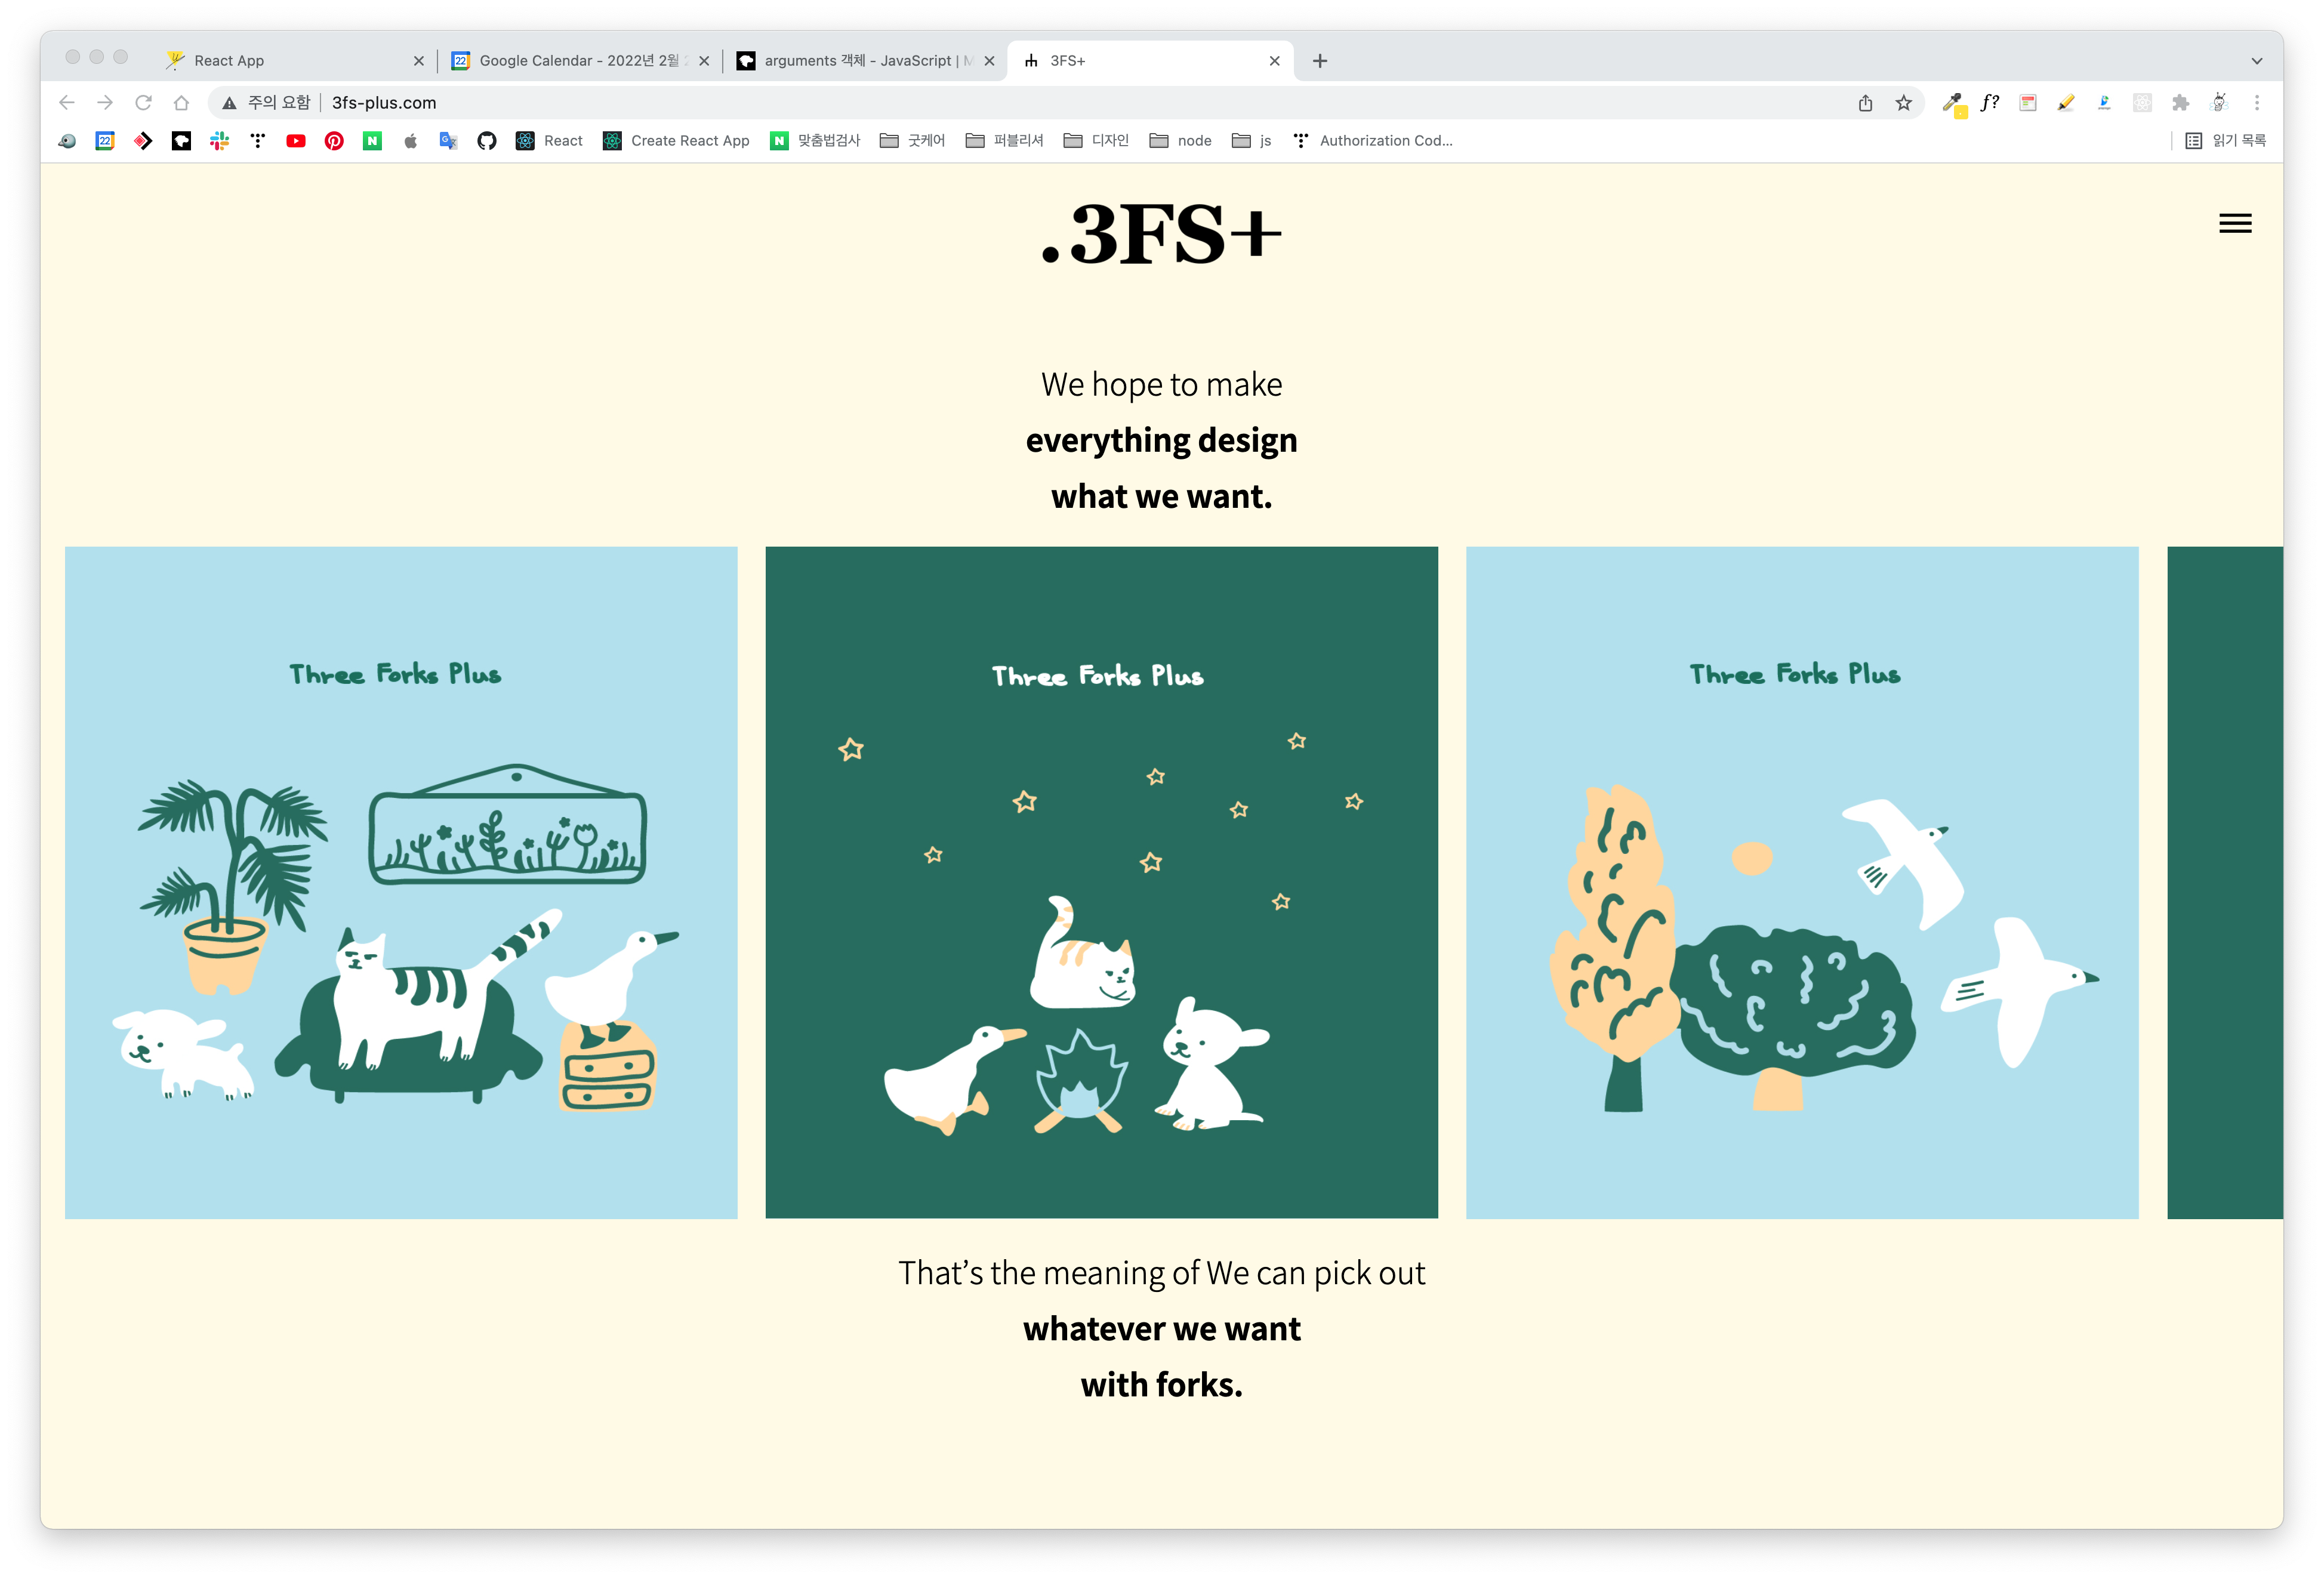 React App
Google Calendar - 2022년 2월
arguments 객체 - JavaScript |
3FS+
주의 요함
3fs-plus.com
f?
22
React
Create React App
N
맞춤법검사
굿케어
퍼블리셔
디자인
node
js
Authorization Cod...
읽기 목록
.3FS+
We hope to make
everything design
what we want.
Three Forks Plus
Three Forks Plus
Three Forks Plus
That’s the meaning of We can pick out
whatever we want
with forks.